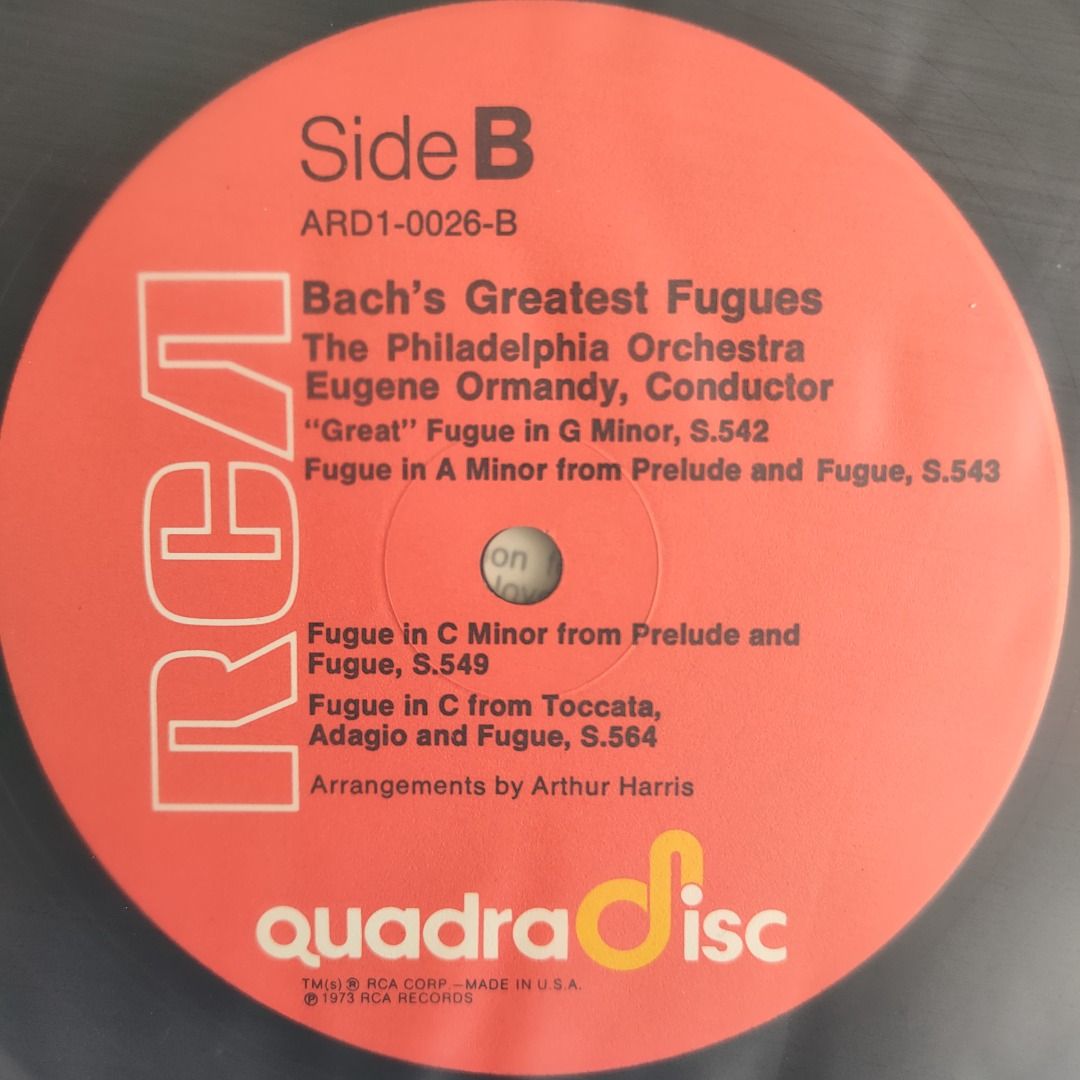 Side B
ARD1-0026-B
RCA
Bach's Greatest Fugues
The Philadelphia Orchestra
Eugene Ormandy, Conductor
“Great” Fugue in G Minor, S.542
Fugue in A Minor from Prelude and Fugue, S.543
on
Fugue in C Minor from Prelude and
Fugue, S.549
Fugue in C from Toccata,
Adagio and Fugue, S.564
Arrangements by Arthur Harris
quadradisc
TM(s) ® RCA CORP.—MADE IN U.S.A.
℗ 1973 RCA RECORDS